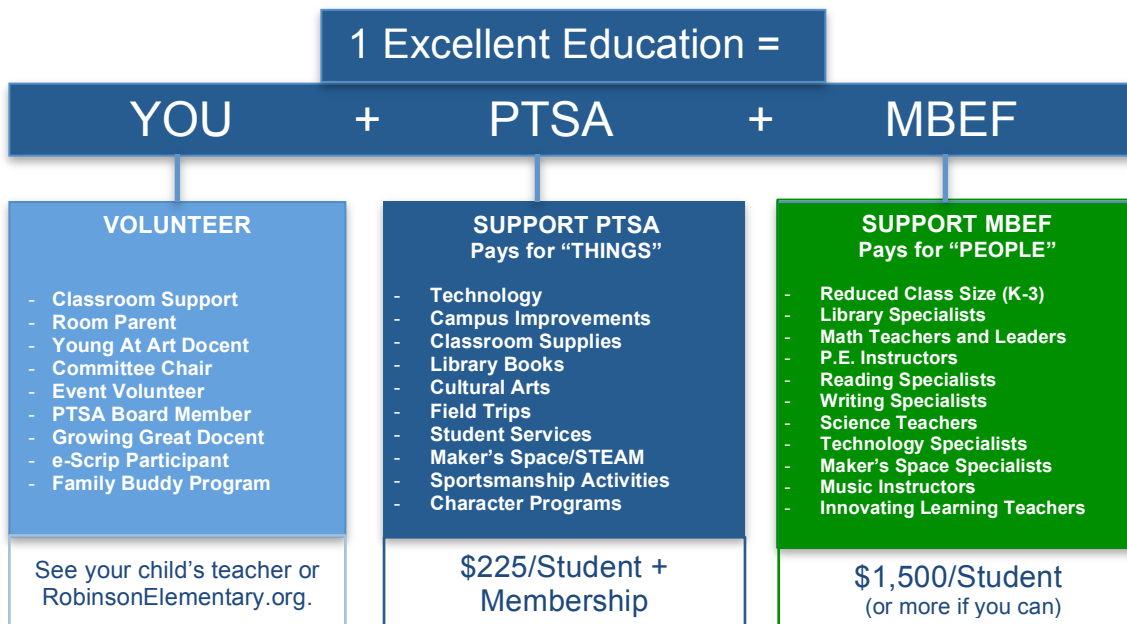 1 Excellent Education =
YOU + PTSA + MBEF
VOLUNTEER
- Classroom Support
- Room Parent
- Young At Art Docent
- Committee Chair
- Event Volunteer
- PTSA Board Member
- Growing Great Docent
- e-Scrip Participant
- Family Buddy Program
See your child’s teacher or
RobinsonElementary.org.
SUPPORT PTSA
Pays for “THINGS”
- Technology
- Campus Improvements
- Classroom Supplies
- Library Books
- Cultural Arts
- Field Trips
- Student Services
- Maker’s Space/STEAM
- Sportsmanship Activities
- Character Programs
$225/Student +
Membership
SUPPORT MBEF
Pays for “PEOPLE”
- Reduced Class Size (K-3)
- Library Specialists
- Math Teachers and Leaders
- P.E. Instructors
- Reading Specialists
- Writing Specialists
- Science Teachers
- Technology Specialists
- Maker’s Space Specialists
- Music Instructors
- Innovating Learning Teachers
$1,500/Student
(or more if you can)